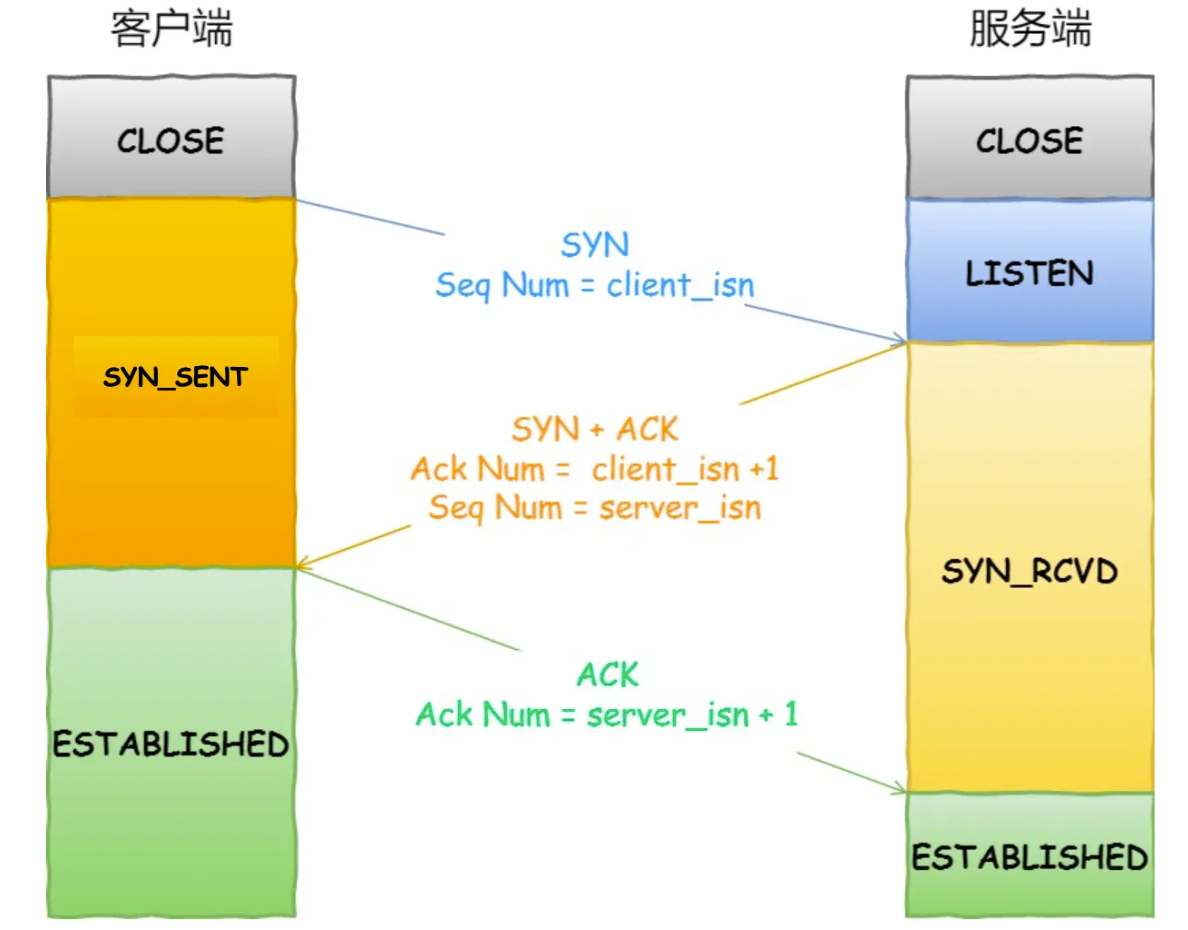 客户端
服务端
CLOSE
CLOSE
SYN
Seq Num = client_isn
LISTEN
SYN_SENT
SYN + ACK
Ack Num =  client_isn +1
Seq Num = server_isn
SYN_RCVD
ACK
Ack Num = server_isn + 1
ESTABLISHED
ESTABLISHED